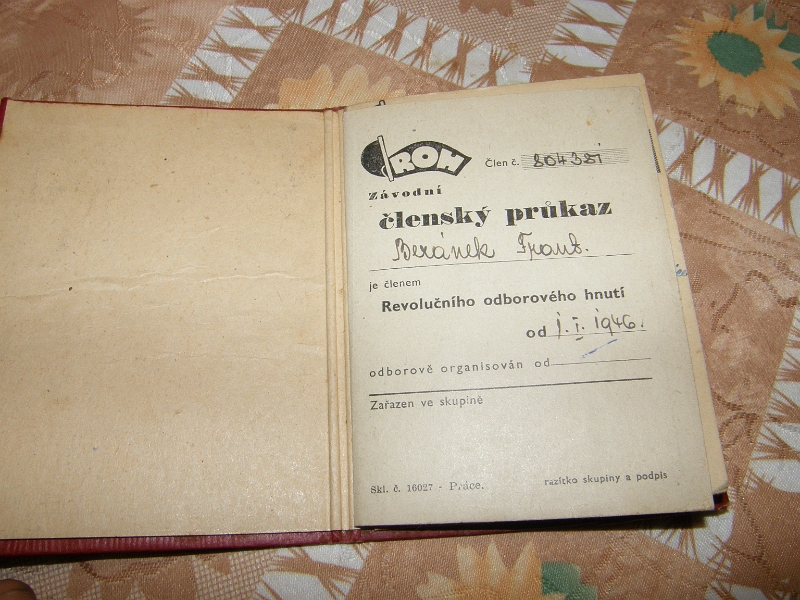 ROH
Člen č. 804381
Závodní
členský průkaz
Beránek Frant.
je členem
Revolučního odborového hnutí
od 1. I. 1946.
odborově organisován od
Zařazen ve skupině
Skl. č. 16027 - Práce.
razítko skupiny a podpis